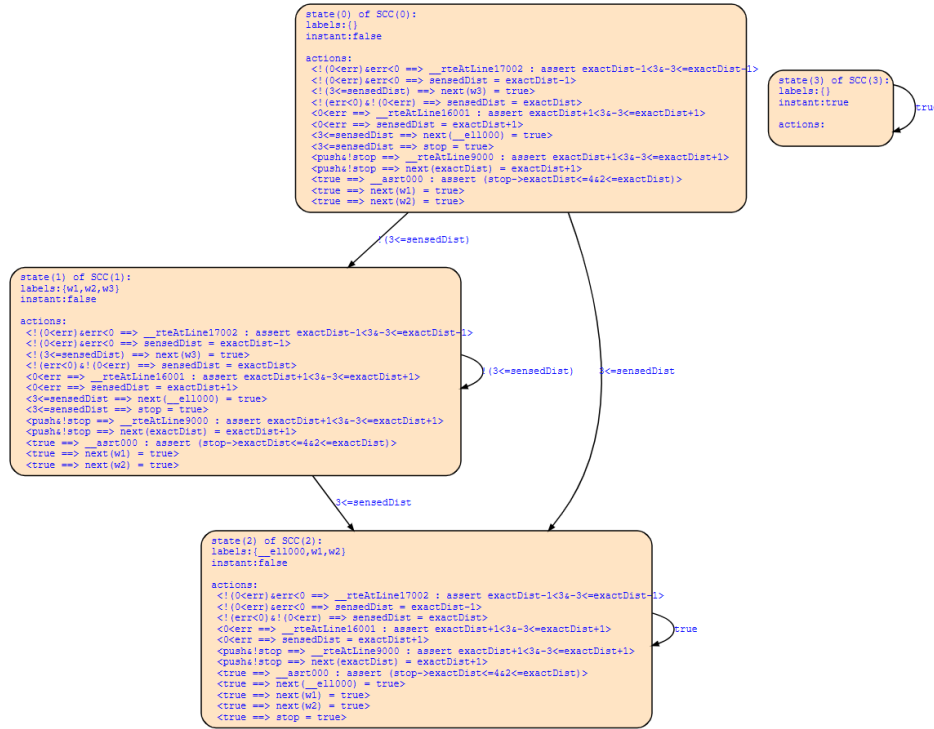 state(0) of SCC(0):
labels:{}
instant:false
actions:
<!(0<err)&err<0 ==> __rteAtLine17002 : assert exactDist-1<3&-3<=exactDist-1>
<!(0<err)&err<0 ==> sensedDist = exactDist-1>
<!(3<=sensedDist) ==> next(w3) = true>
<!(err<0)&!(0<err) ==> sensedDist = exactDist>
<0<err ==> __rteAtLine16001 : assert exactDist+1<3&-3<=exactDist+1>
<0<err ==> sensedDist = exactDist+1>
<3<=sensedDist ==> next(__ell000) = true>
<3<=sensedDist ==> stop = true>
<push&!stop ==> __rteAtLine9000 : assert exactDist+1<3&-3<=exactDist+1>
<push&!stop ==> next(exactDist) = exactDist+1>
<true ==> __asrt000 : assert (stop->exactDist<=4&2<=exactDist)>
<true ==> next(w1) = true>
<true ==> next(w2) = true>
state(3) of SCC(3):
labels:{}
instant:true
actions:
!(3<=sensedDist)
state(1) of SCC(1):
labels:{w1,w2,w3}
instant:false
actions:
<!(0<err)&err<0 ==> __rteAtLine17002 : assert exactDist-1<3&-3<=exactDist-1>
<!(0<err)&err<0 ==> sensedDist = exactDist-1>
<!(3<=sensedDist) ==> next(w3) = true>
<!(err<0)&!(0<err) ==> sensedDist = exactDist>
<0<err ==> __rteAtLine16001 : assert exactDist+1<3&-3<=exactDist+1>
<0<err ==> sensedDist = exactDist+1>
<3<=sensedDist ==> next(__ell000) = true>
<3<=sensedDist ==> stop = true>
<push&!stop ==> __rteAtLine9000 : assert exactDist+1<3&-3<=exactDist+1>
<push&!stop ==> next(exactDist) = exactDist+1>
<true ==> __asrt000 : assert (stop->exactDist<=4&2<=exactDist)>
<true ==> next(w1) = true>
<true ==> next(w2) = true>
!(3<=sensedDist)
3<=sensedDist
3<=sensedDist
state(2) of SCC(2):
labels:{__ell000,w1,w2}
instant:false
actions:
<!(0<err)&err<0 ==> __rteAtLine17002 : assert exactDist-1<3&-3<=exactDist-1>
<!(0<err)&err<0 ==> sensedDist = exactDist-1>
<!(err<0)&!(0<err) ==> sensedDist = exactDist>
<0<err ==> __rteAtLine16001 : assert exactDist+1<3&-3<=exactDist+1>
<0<err ==> sensedDist = exactDist+1>
<push&!stop ==> __rteAtLine9000 : assert exactDist+1<3&-3<=exactDist+1>
<push&!stop ==> next(exactDist) = exactDist+1>
<true ==> __asrt000 : assert (stop->exactDist<=4&2<=exactDist)>
<true ==> next(__ell000) = true>
<true ==> next(w1) = true>
<true ==> next(w2) = true>
<true ==> stop = true>
true